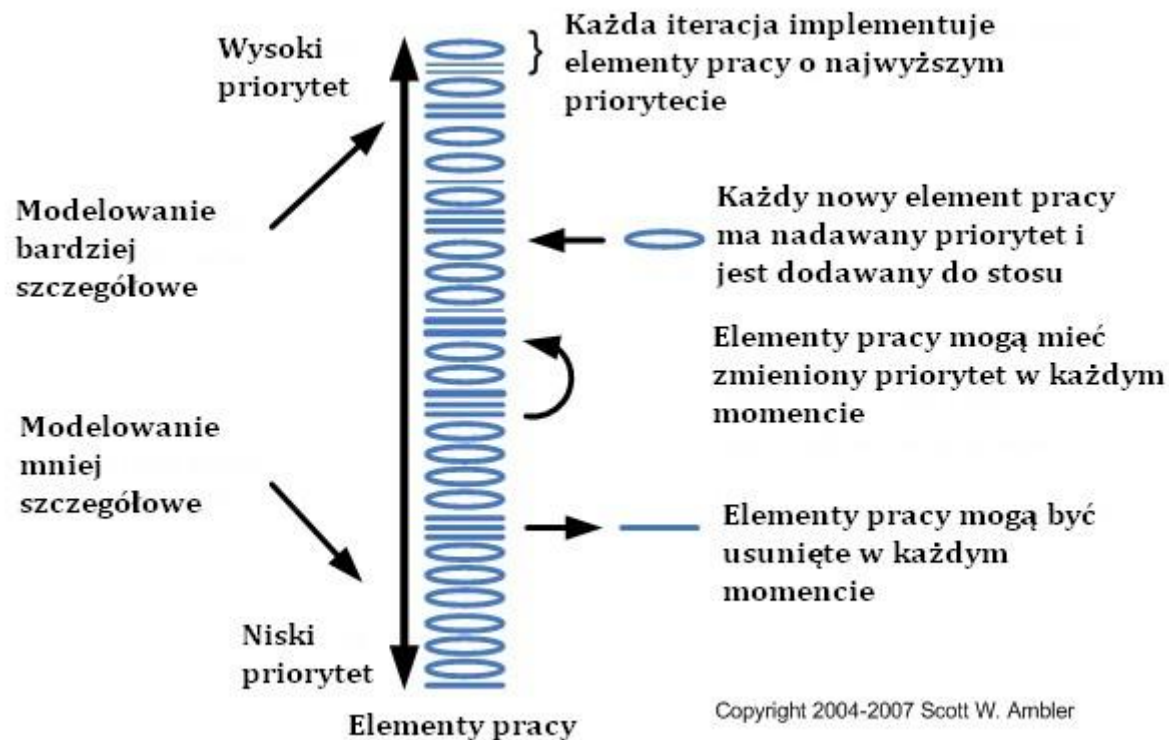 Wysoki
priorytet
Każda iteracja implementuje
elementy pracy o najwyższym
priorytecie
Modelowanie
bardziej
szczegółowe
Każdy nowy element pracy
ma nadawany priorytet i
jest dodawany do stosu
Elementy pracy mogą mieć
zmieniony priorytet w każdym
momencie
Modelowanie
mniej
szczegółowe
Elementy pracy mogą być
usunięte w każdym
momencie
Niski
priorytet
Elementy pracy
Copyright 2004-2007 Scott W. Ambler